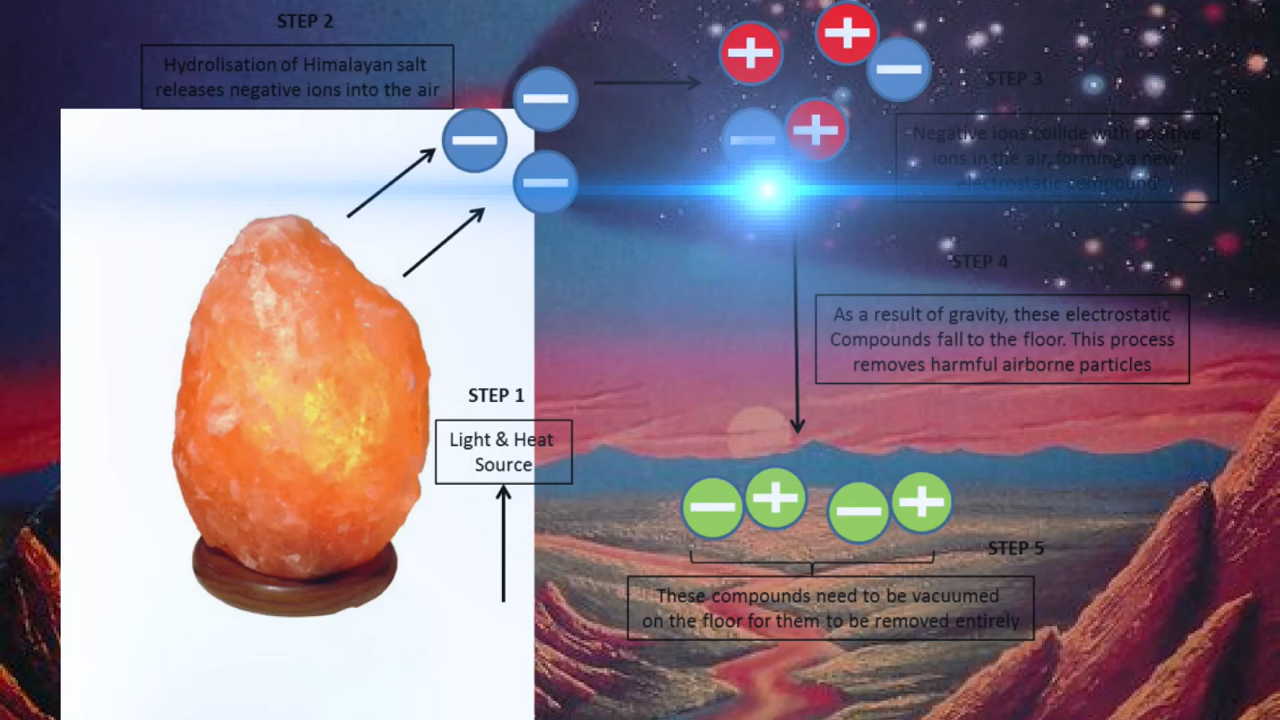 STEP 2
Hydrolisation of Himalayan salt
releases negative ions into the air
STEP 3
Negative ions collide with positive
ions in the air, forming a new
electrostatic compound
STEP 4
As a result of gravity, these electrostatic
Compounds fall to the floor. This process
removes harmful airborne particles
STEP 1
Light & Heat
Source
STEP 5
These compounds need to be vacuumed
on the floor for them to be removed entirely